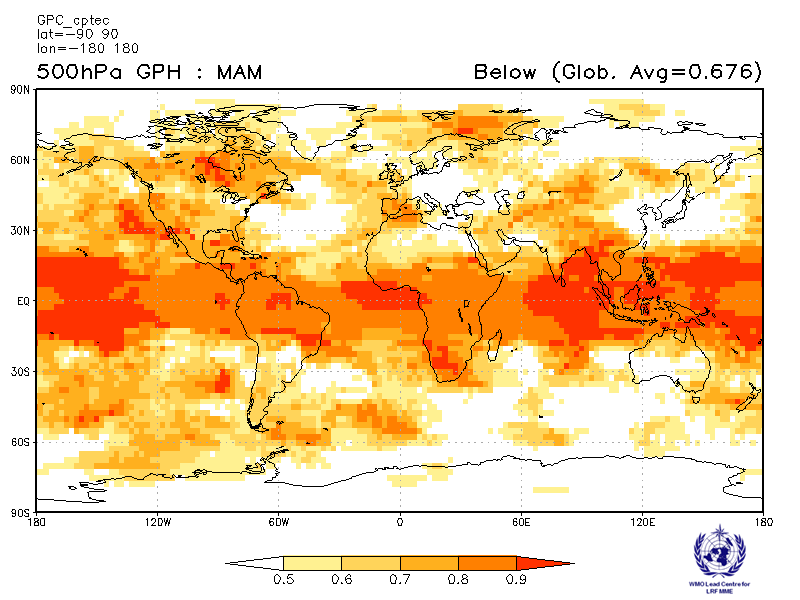 GPC_cptec
lat=-90 90
lon=-180 180
500hPa GPH : MAM Below (Glob. Avg=0.676)
90N
60N
30N
EQ
30S
60S
90S
180 120W 60W 0 60E 120E 180
0.5 0.6 0.7 0.8 0.9
WMO Lead Centre for
LRF MME